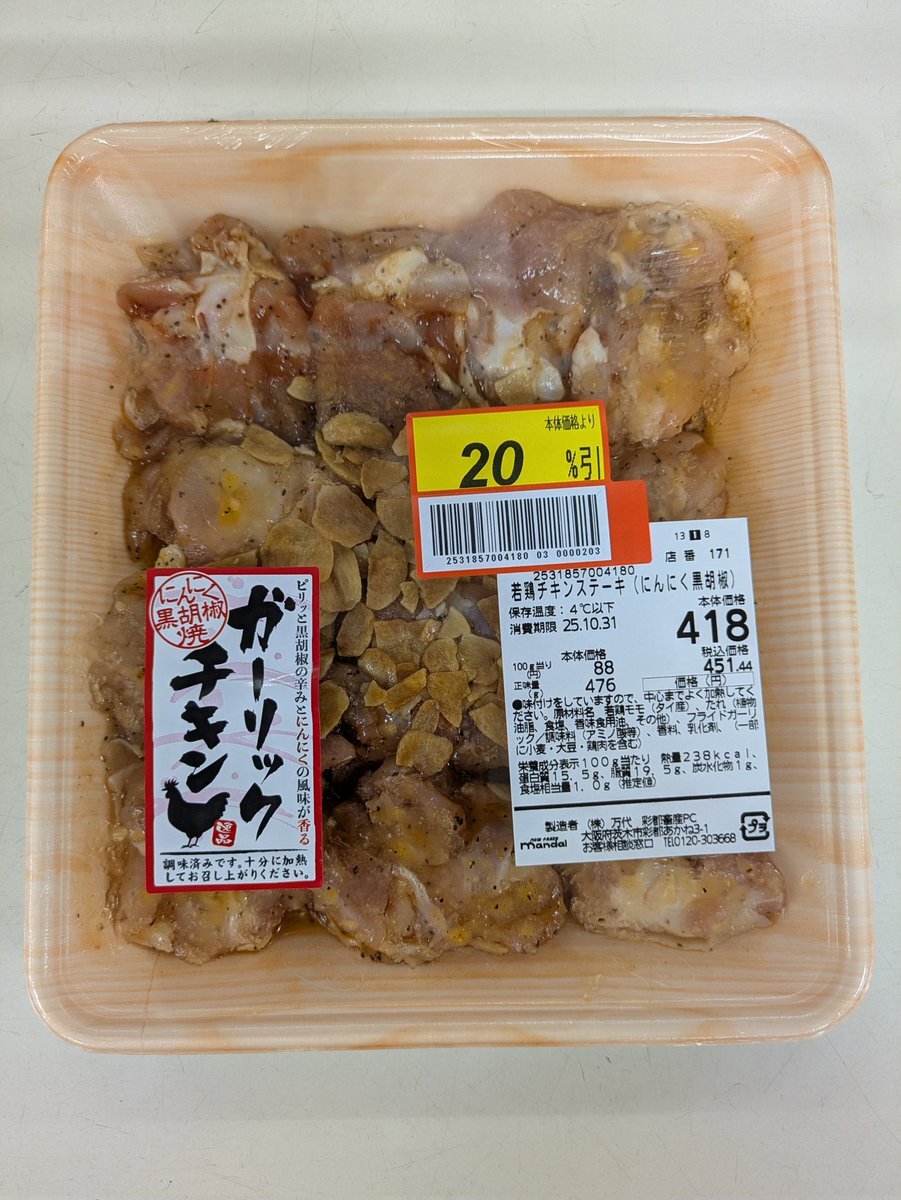 本体価格より
20 %引
2531857004180 03 0000203
13 1 8
店番 171
2531857004180
若鶏チキンステーキ(にんにく黒胡椒)
保存温度:4℃以下
消費期限 25.10.31
本体価格
418
税込価格
451.44
本体価格
100g当り(円) 88
正味量(g) 476
価格(円)
●味付けをしていますので、中心までよく加熱してく
ださい。原材料名 若鶏モモ(タイ産)、たれ(植物
油脂、食塩、香味食用油、その他)、フライドガーリ
ック/調味料(アミノ酸等)、香料、乳化剤、(一部
に小麦・大豆・鶏肉を含む)
栄養成分表示100g当たり 熱量238kcal、
蛋白質15.5g、脂質19.5g、炭水化物1g、
食塩相当量1.0g(推定値)
製造者 (株)万代 彩都畜産PC
大阪府茨木市彩都あかね3-1
お客様相談窓口 TEL0120-303668
mandai
プラ
にんにく
黒胡椒
焼
ピリッと黒胡椒の辛みとにんにくの風味が香る
ガーリック
チキン
逸品
調味済みです。十分に加熱
してお召し上がりください。